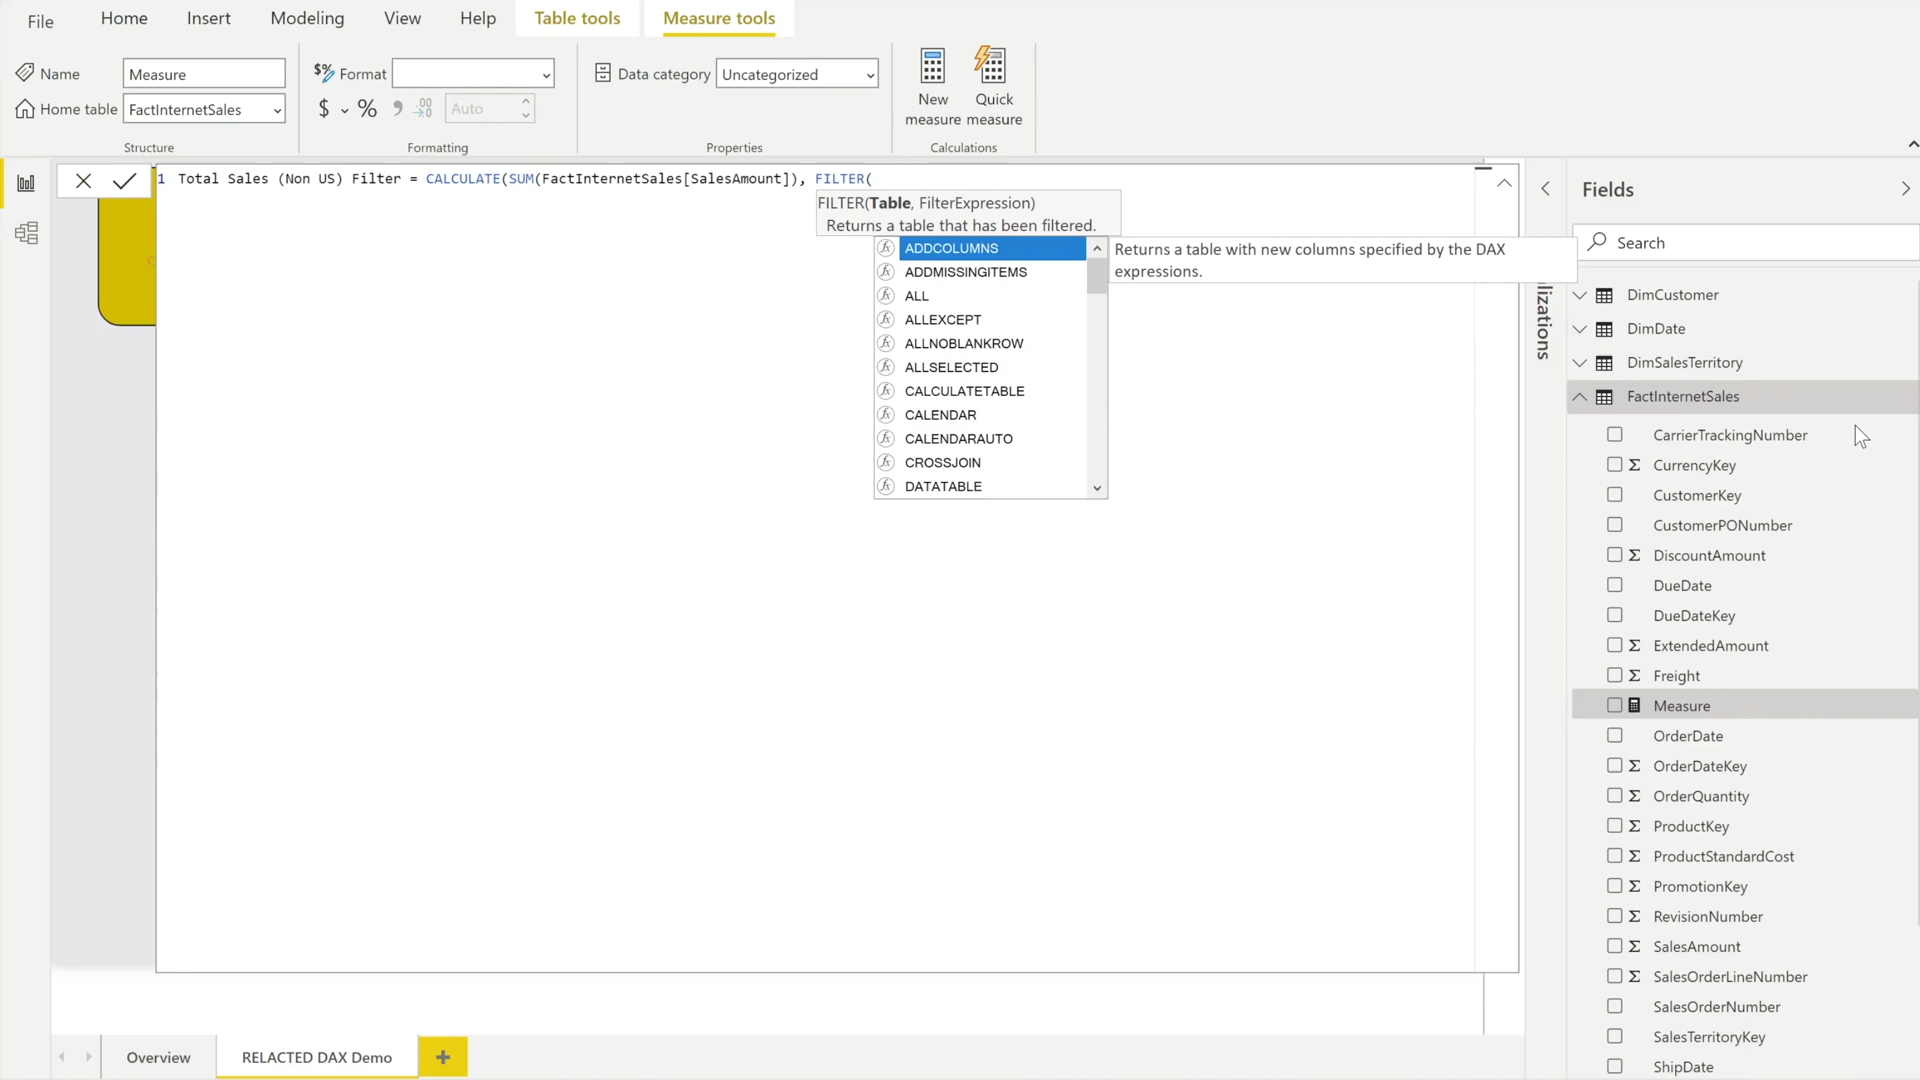 File
Home
Insert
Modeling
View
Help
Table tools
Measure tools
Name
Measure
Home table
FactInternetSales
Structure
Format
$
%
Auto
Formatting
Data category
Uncategorized
Properties
New
measure
Quick
measure
Calculations
1 Total Sales (Non US) Filter = CALCULATE(SUM(FactInternetSales[SalesAmount]), FILTER(
FILTER(Table, FilterExpression)
Returns a table that has been filtered.
ADDCOLUMNS
ADDMISSINGITEMS
ALL
ALLEXCEPT
ALLNOBLANKROW
ALLSELECTED
CALCULATETABLE
CALENDAR
CALENDARAUTO
CROSSJOIN
DATATABLE
Returns a table with new columns specified by the DAX
expressions.
lizations
Fields
Search
DimCustomer
DimDate
DimSalesTerritory
FactInternetSales
CarrierTrackingNumber
Σ CurrencyKey
CustomerKey
CustomerPONumber
Σ DiscountAmount
DueDate
DueDateKey
Σ ExtendedAmount
Σ Freight
Measure
OrderDate
Σ OrderDateKey
Σ OrderQuantity
Σ ProductKey
Σ ProductStandardCost
Σ PromotionKey
Σ RevisionNumber
Σ SalesAmount
Σ SalesOrderLineNumber
SalesOrderNumber
SalesTerritoryKey
ShipDate
Overview
RELACTED DAX Demo
+